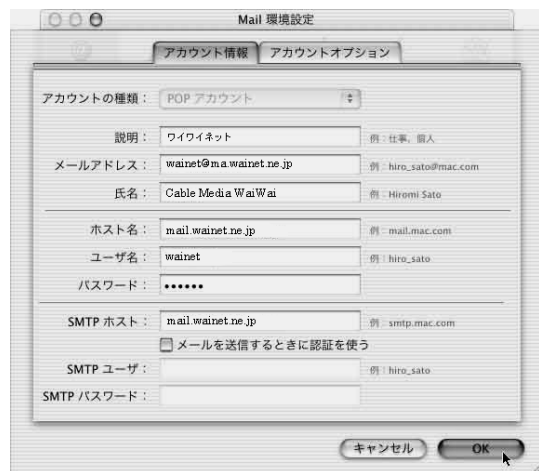 Mail 環境設定
アカウント情報 アカウントオプション
アカウントの種類： POP アカウント
説明： ワイワイネット 例：仕事、個人
メールアドレス： wainet@ma.wainet.ne.jp 例：hiro_sato@mac.com
氏名： Cable Media WaiWai 例：Hiromi Sato
ホスト名： mail.wainet.ne.jp 例：mail.mac.com
ユーザ名： wainet 例：hiro_sato
パスワード： ••••••
SMTP ホスト： mail.wainet.ne.jp 例：smtp.mac.com
メールを送信するときに認証を使う
SMTP ユーザ： 例：hiro_sato
SMTP パスワード：
キャンセル OK